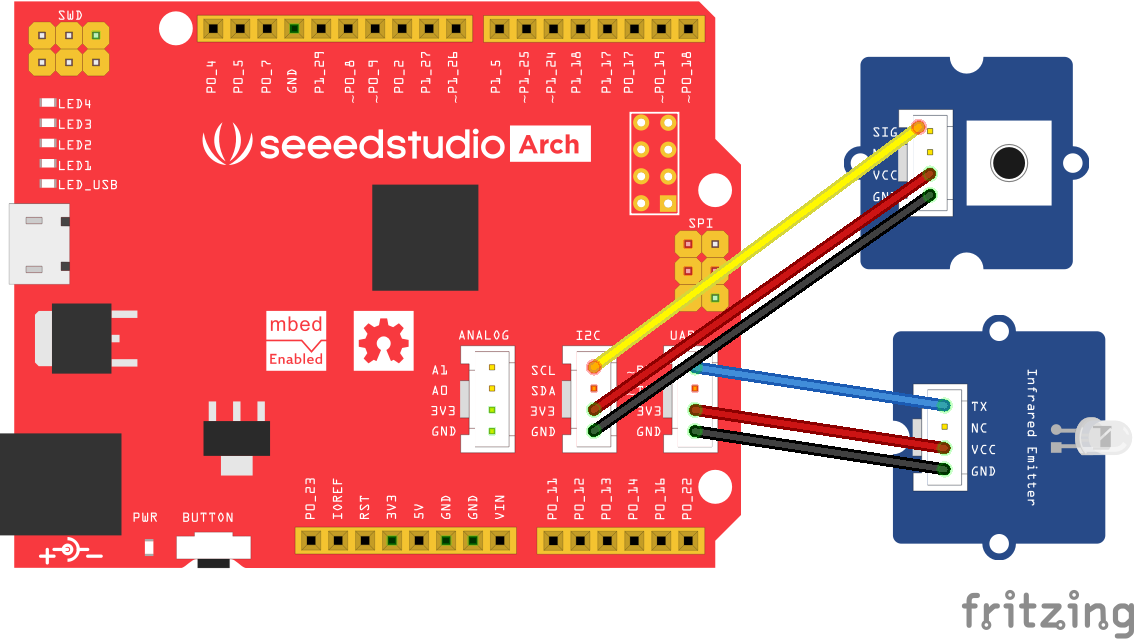 SWD
P0_4 P0_5 P0_7 GND P1_29 ~P0_8 ~P0_9 P0_2 P1_27 ~P1_26
P1_5 ~P1_25 ~P1_24 P1_18 P1_17 P0_17 ~P0_19 ~P0_18
LED4
LED3
LED2
LED1
LED_USB
seeedstudio Arch
SIG
VCC
SPI
mbed
Enabled
ANALOG
A1
A0
3V3
GND
I2C
SCL
SDA
3V3
GND
3V3
GND
TX
NC
VCC
GND
Infrared Emitter
P0_23 IOREF RST 3V3 5V GND GND VIN
P0_11 P0_12 P0_13 P0_14 P0_16 P0_22
PWR
BUTTON
fritzing